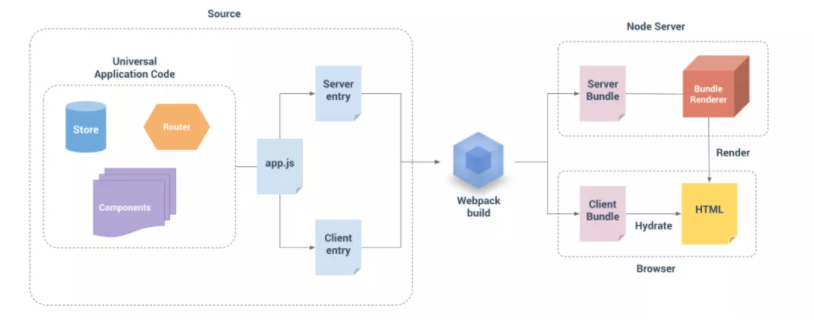 Source
Universal
Application Code
Store
Router
Components
app.js
Server
entry
Client
entry
Webpack
build
Node Server
Server
Bundle
Bundle
Renderer
Render
Client
Bundle
Hydrate
HTML
Browser